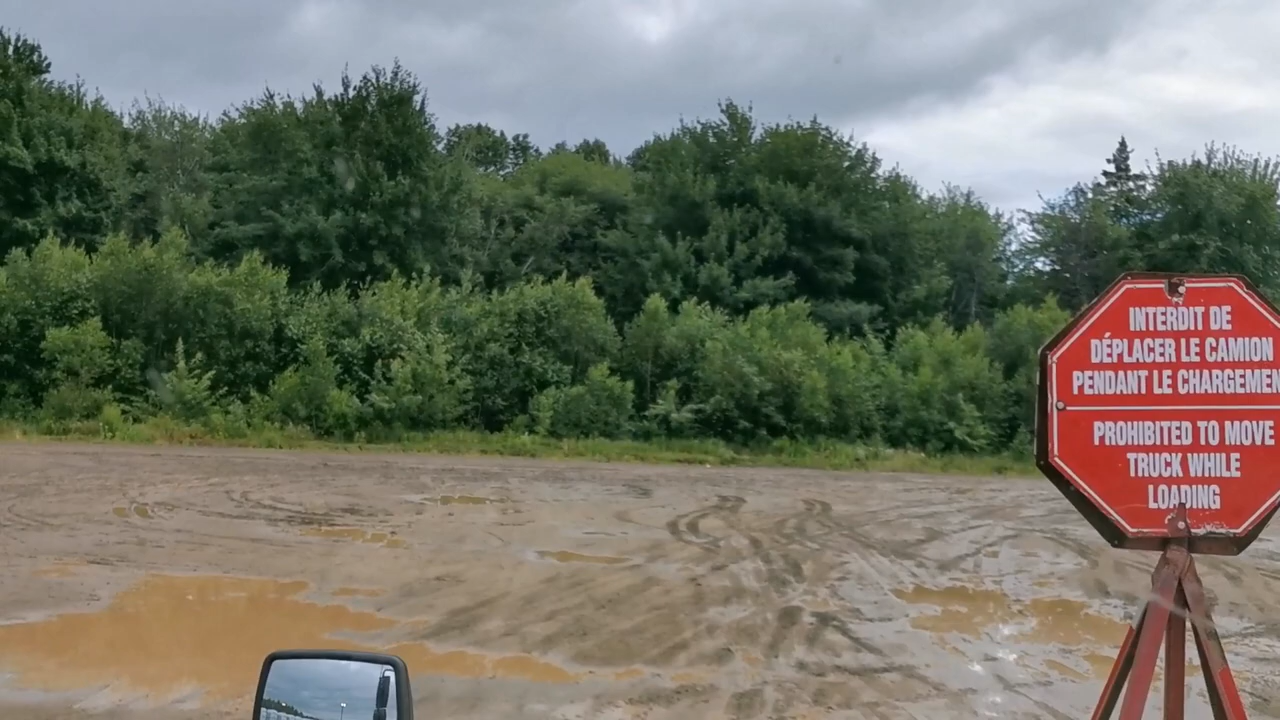 INTERDIT DE
DÉPLACER LE CAMION
PENDANT LE CHARGEMEN
PROHIBITED TO MOVE
TRUCK WHILE
LOADING